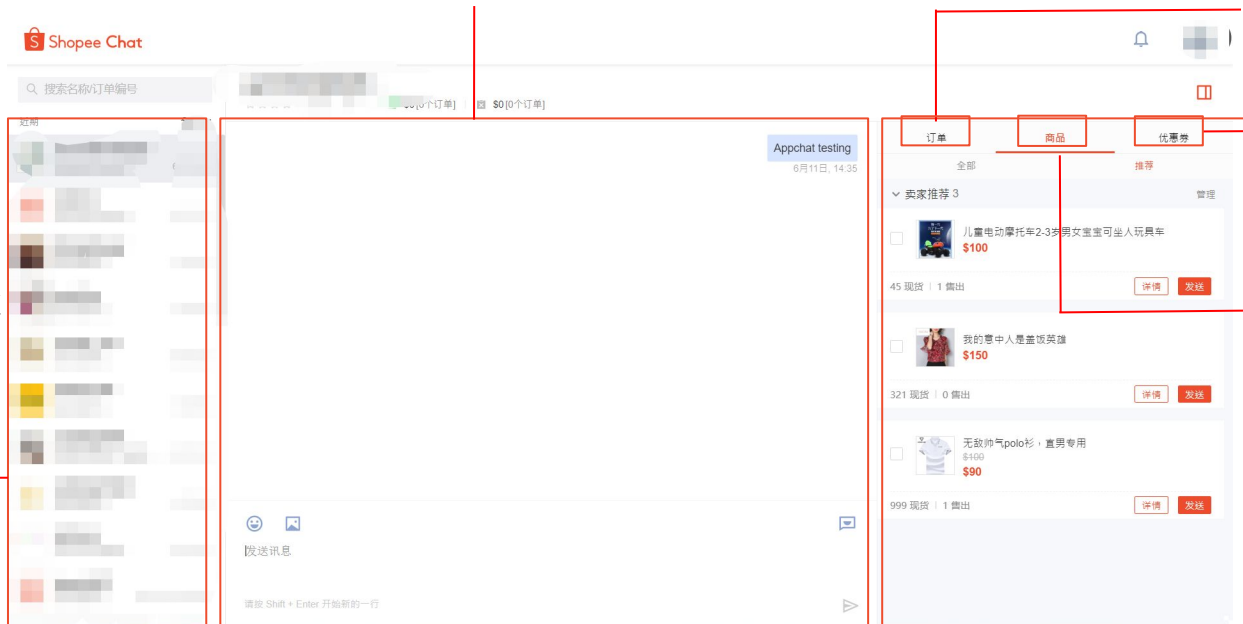 Shopee Chat
搜索名称/订单编号
$0[0个订单]
$0[0个订单]
近期
Appchat testing
6月11日, 14:35
发送讯息
请按 Shift + Enter 开始新的一行
订单
商品
优惠券
全部
推荐
卖家推荐 3
管理
儿童电动摩托车2-3岁男女宝宝可坐人玩具车
$100
45 现货 | 1 售出
详情
发送
我的意中人是盖饭英雄
$150
321 现货 | 0 售出
详情
发送
无敌帅气polo衫，直男专用
$100
$90
999 现货 | 1 售出
详情
发送